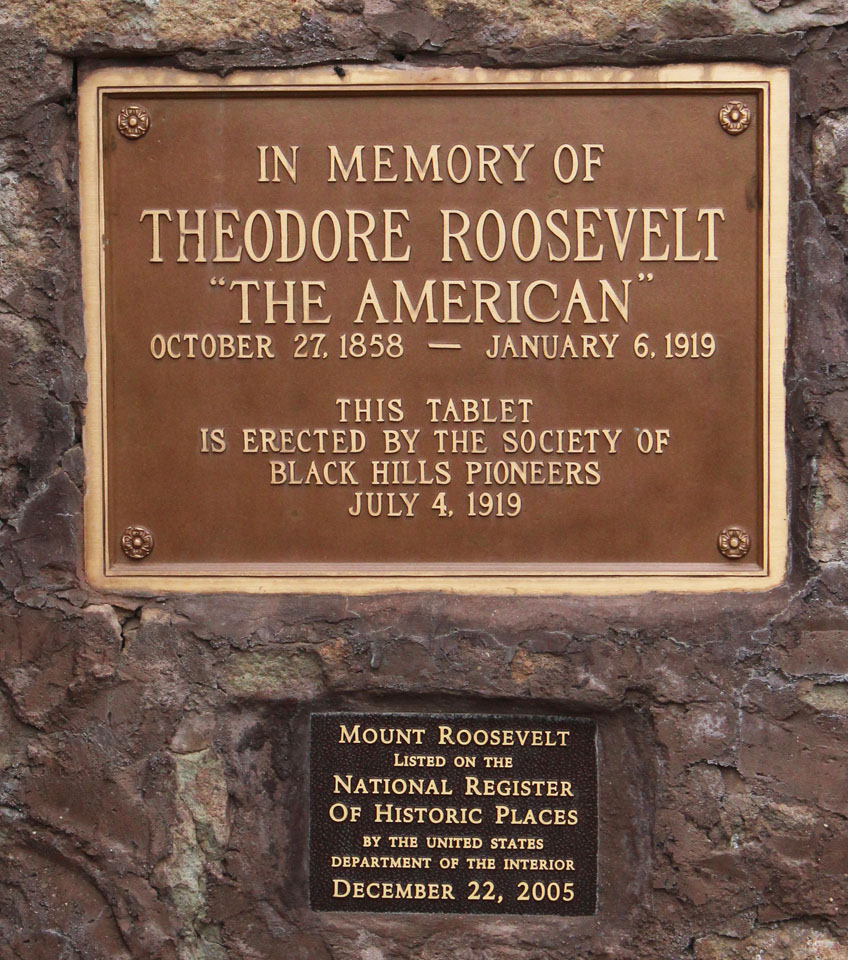 IN MEMORY OF
THEODORE ROOSEVELT
“THE AMERICAN”
OCTOBER 27, 1858 — JANUARY 6, 1919
THIS TABLET
IS ERECTED BY THE SOCIETY OF
BLACK HILLS PIONEERS
JULY 4, 1919
MOUNT ROOSEVELT
LISTED ON THE
NATIONAL REGISTER
OF HISTORIC PLACES
BY THE UNITED STATES
DEPARTMENT OF THE INTERIOR
DECEMBER 22, 2005